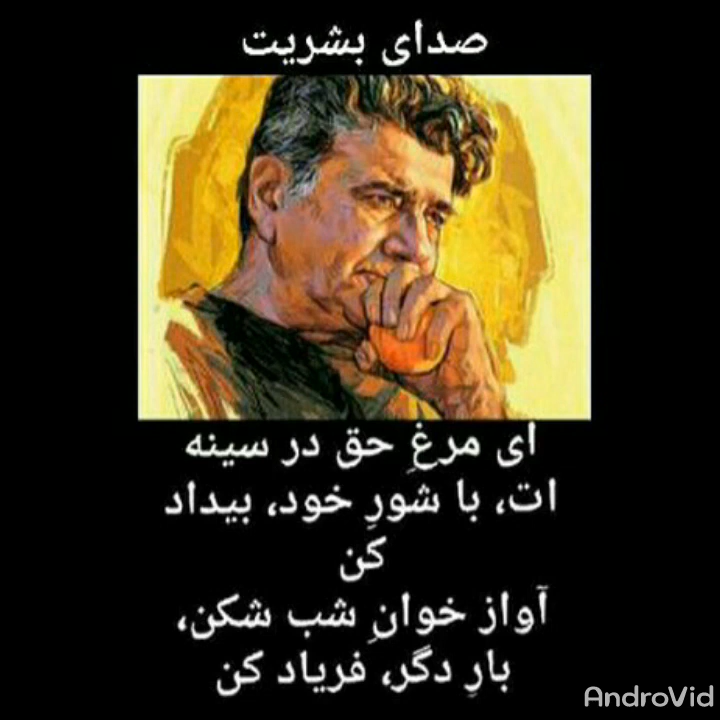 صدای بشریت
ای مرغِ حق در سینه
ات، با شورِ خود، بیداد
کن
آواز خوانِ شب شکن،
بارِ دگر، فریاد کن
AndroVid